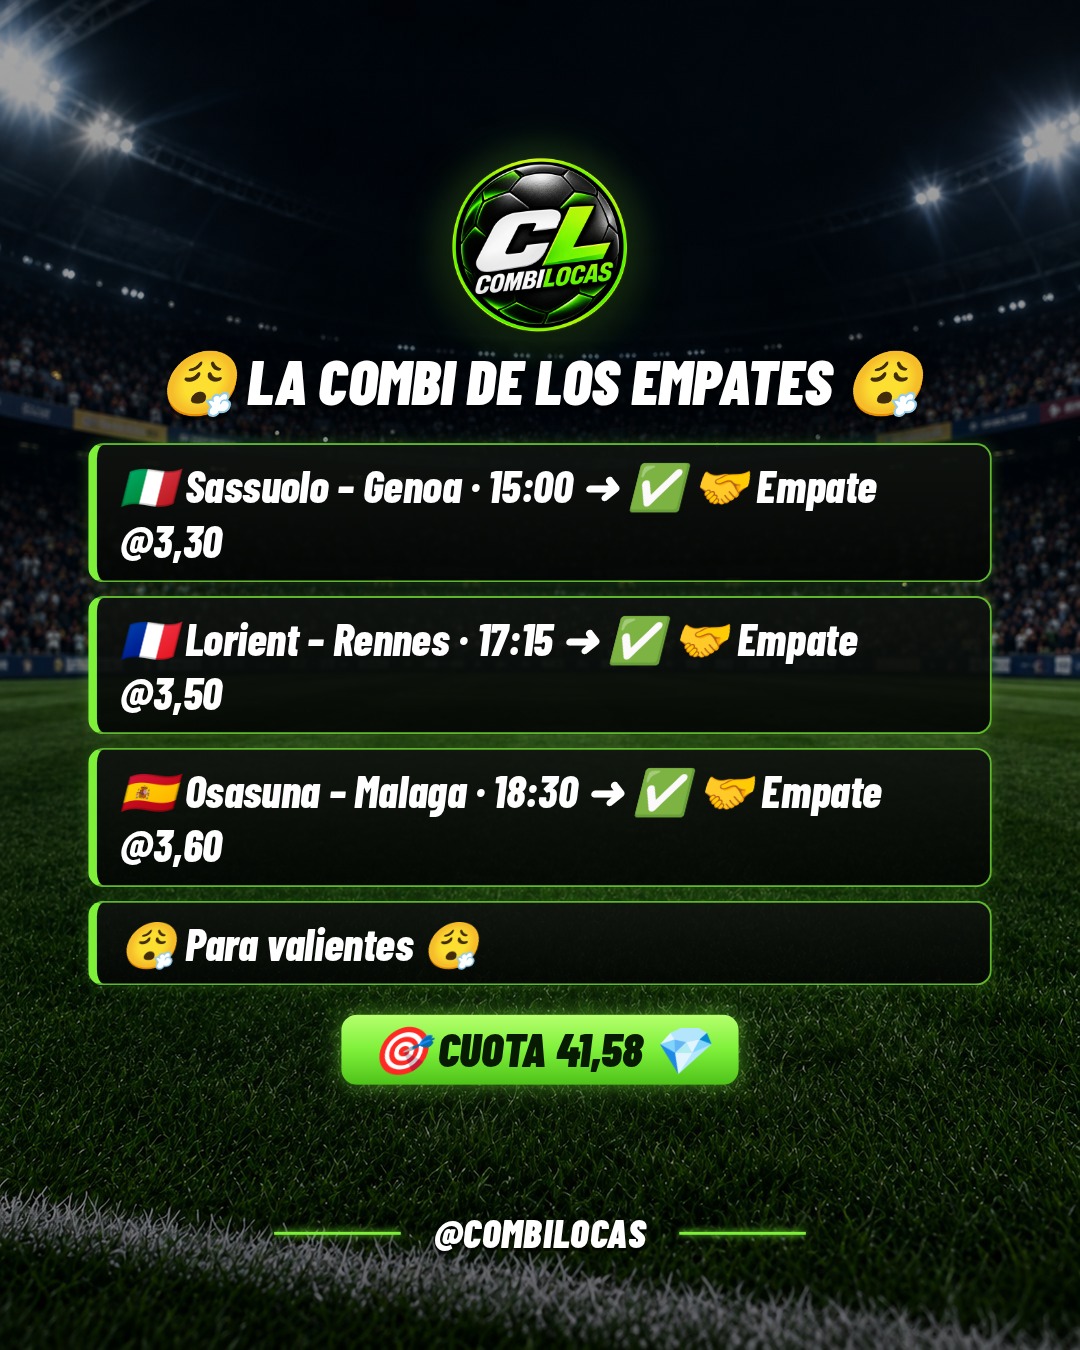 CL
COMBILOCAS
😮‍💨 LA COMBI DE LOS EMPATES 😮‍💨
🇮🇹 Sassuolo - Genoa · 15:00 → ✅ 🤝 Empate
@3,30
🇫🇷 Lorient - Rennes · 17:15 → ✅ 🤝 Empate
@3,50
🇪🇸 Osasuna - Malaga · 18:30 → ✅ 🤝 Empate
@3,60
😮‍💨 Para valientes 😮‍💨
🎯 CUOTA 41,58 💎
@COMBILOCAS